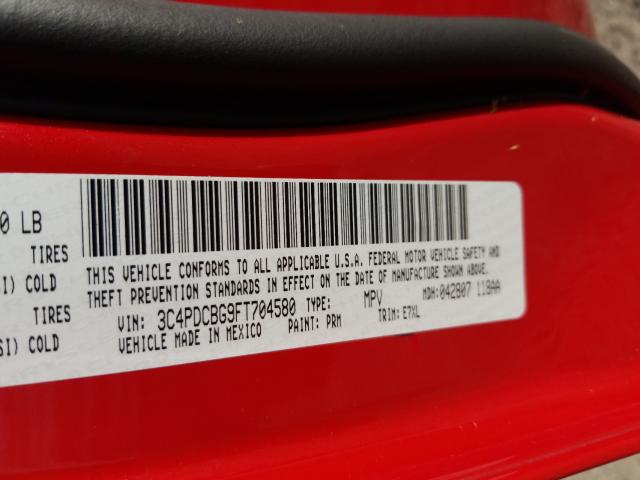 0 LB
TIRES
SI) COLD
TIRES
SI) COLD
THIS VEHICLE CONFORMS TO ALL APPLICABLE U.S.A. FEDERAL MOTOR VEHICLE SAFETY AND
THEFT PREVENTION STANDARDS IN EFFECT ON THE DATE OF MANUFACTURE SHOWN ABOVE.
VIN: 3C4PDCBG9FT704580 TYPE: MPV MDH: 042807 118AA
VEHICLE MADE IN MEXICO PAINT: PRM TRIM: E7XL